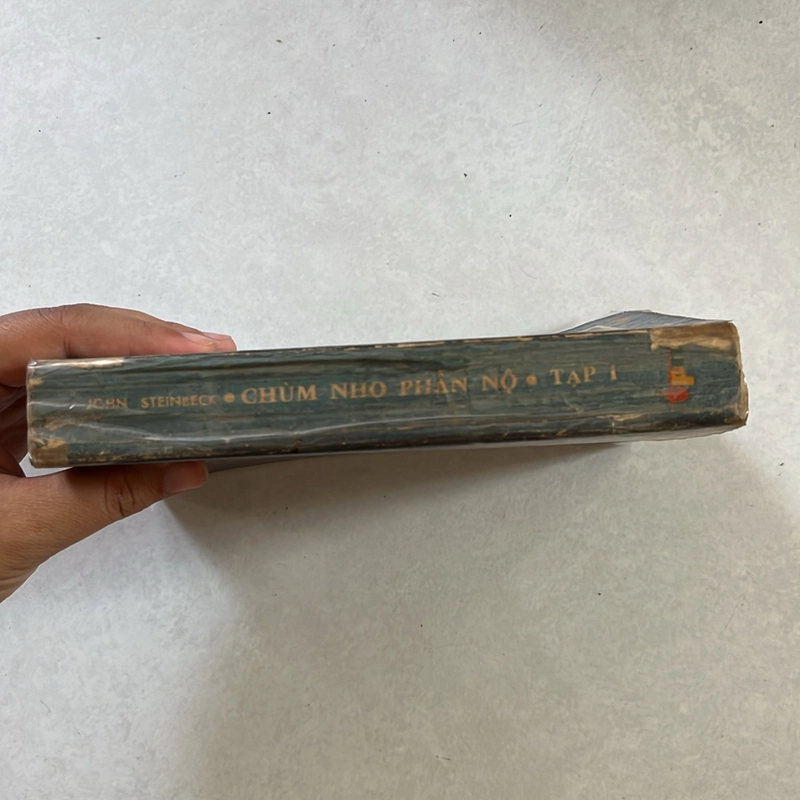 JOHN STEINBECK • CHÙM NHO PHẪN NỘ • TẬP 1